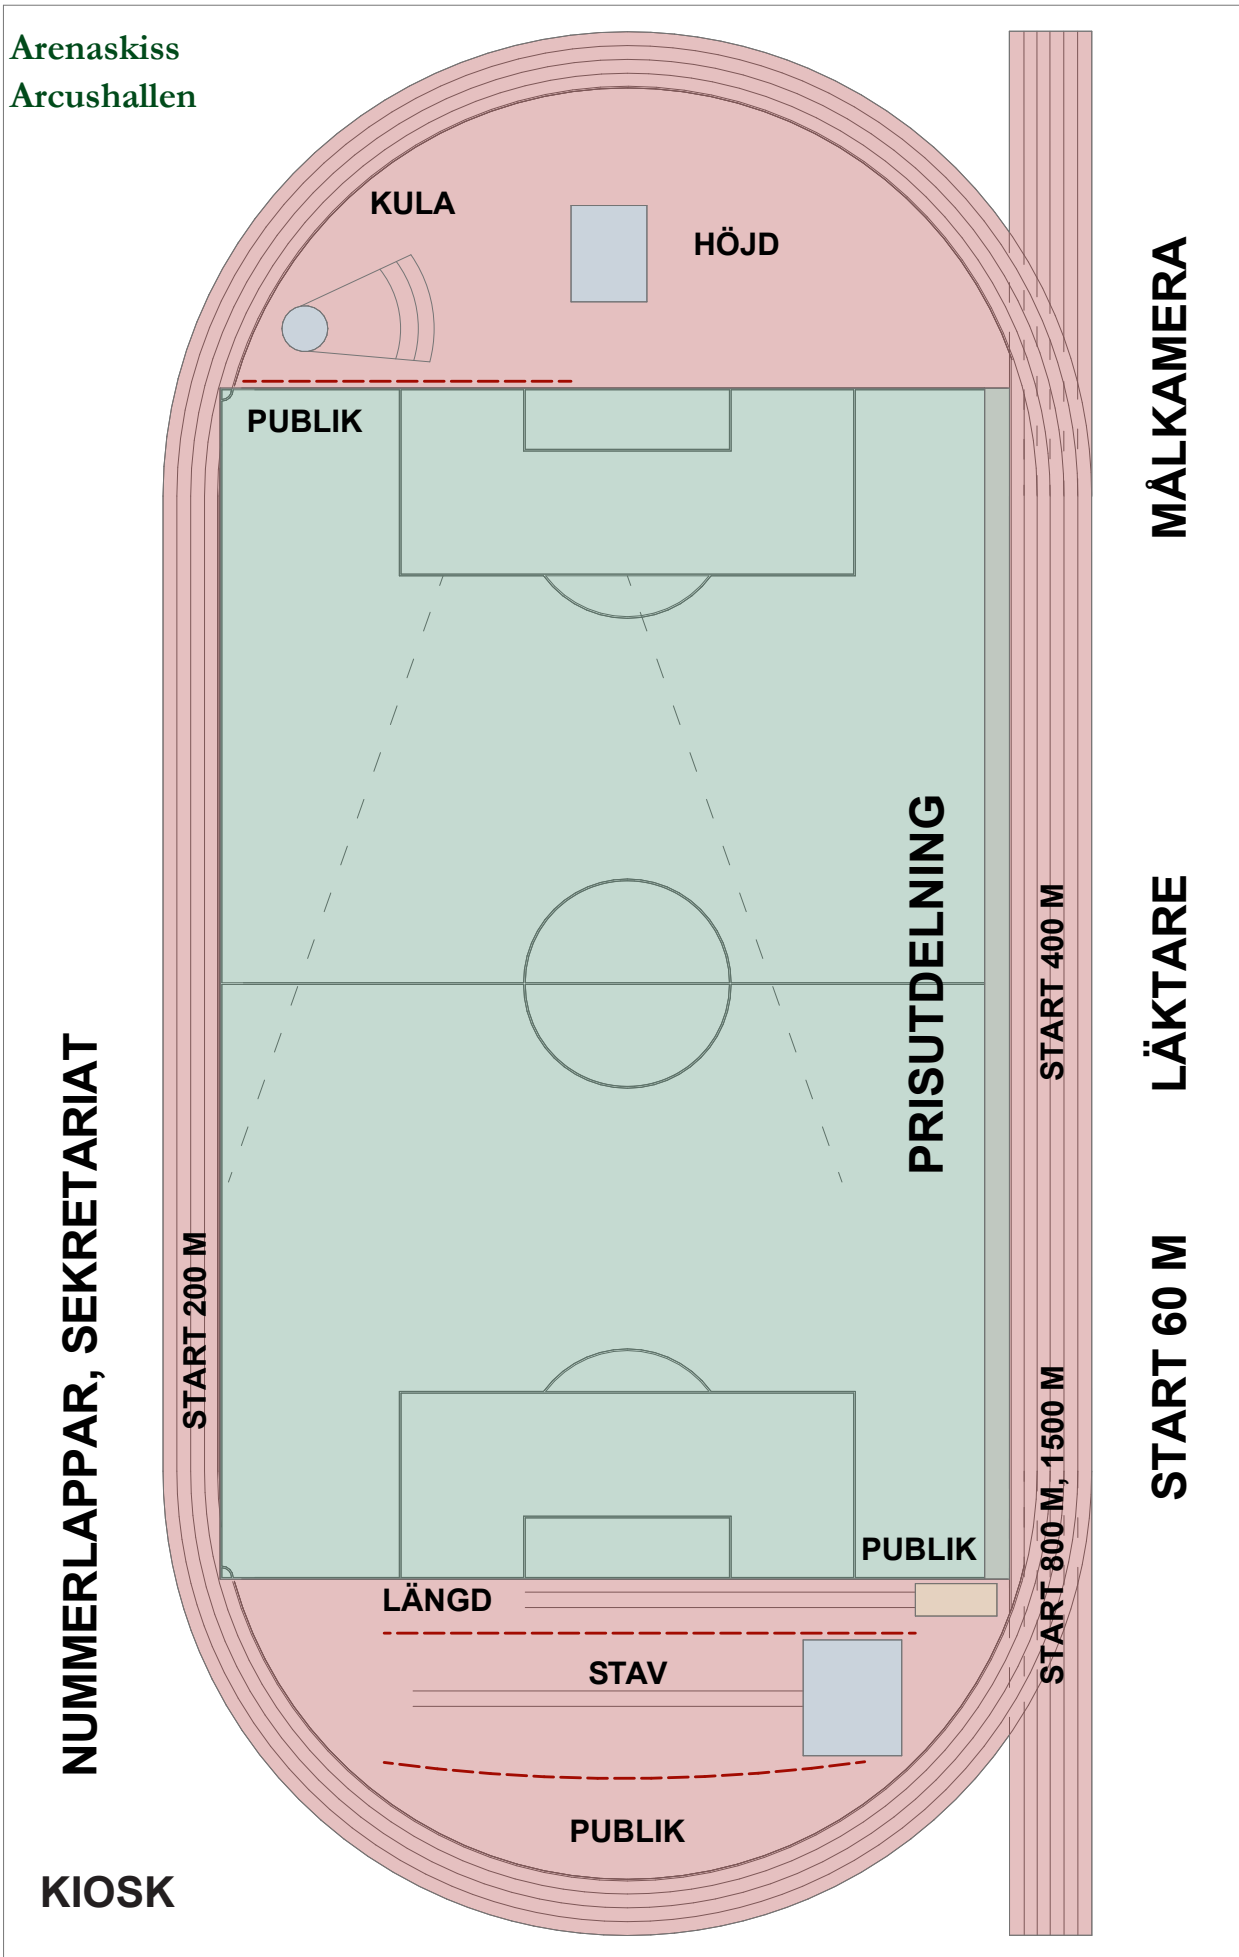 Arenaskiss
Arcushallen
KULA
HÖJD
MÅLKAMERA
PUBLIK
PRISUTDELNING
START 400 M
LÄKTARE
NUMMERLAPPAR, SEKRETARIAT
START 200 M
START 60 M
START 800 M, 1500 M
PUBLIK
LÄNGD
STAV
PUBLIK
KIOSK